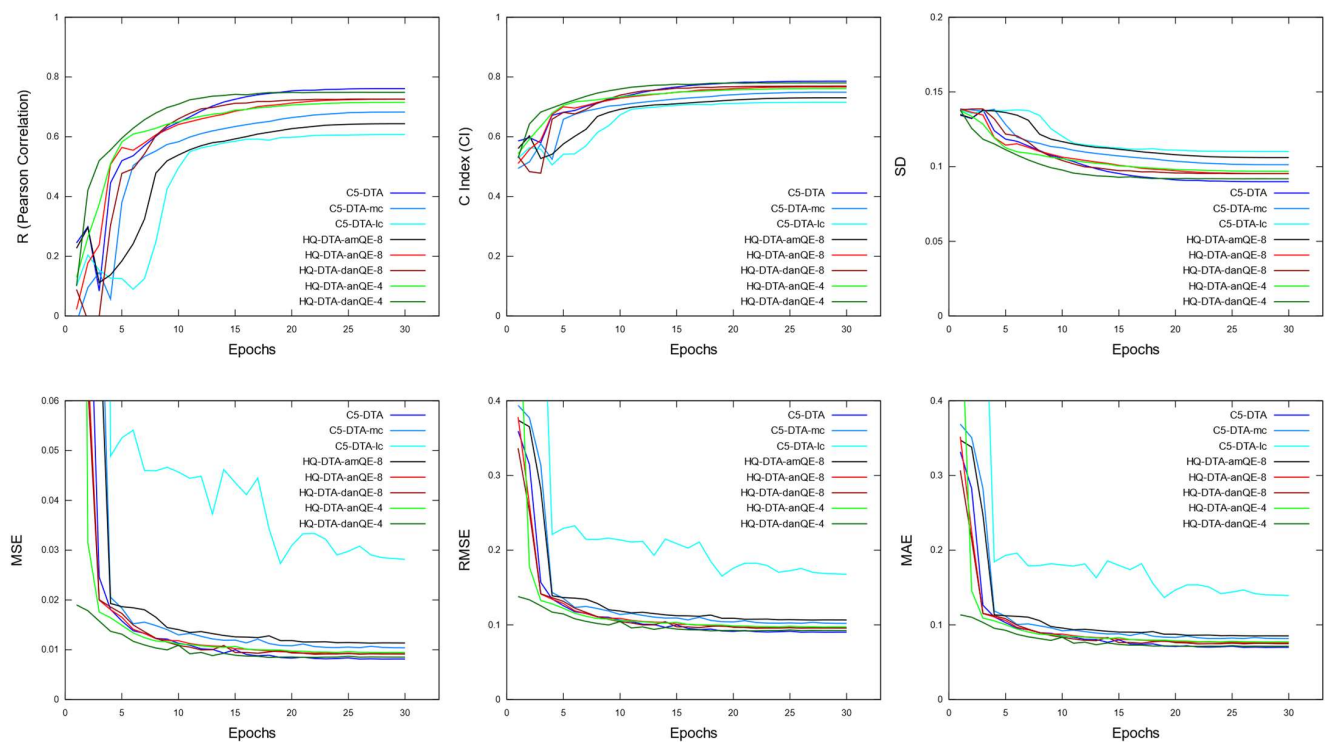 R (Pearson Correlation)
1
0.8
0.6
0.4
0.2
0
C5-DTA
C5-DTA-mc
C5-DTA-lc
HQ-DTA-amQE-8
HQ-DTA-anQE-8
HQ-DTA-danQE-8
HQ-DTA-anQE-4
HQ-DTA-danQE-4
0 5 10 15 20 25 30
Epochs
C Index (CI)
1
0.8
0.6
0.4
0.2
0
C5-DTA
C5-DTA-mc
C5-DTA-lc
HQ-DTA-amQE-8
HQ-DTA-anQE-8
HQ-DTA-danQE-8
HQ-DTA-anQE-4
HQ-DTA-danQE-4
0 5 10 15 20 25 30
Epochs
SD
0.2
0.15
0.1
0.05
0
C5-DTA
C5-DTA-mc
C5-DTA-lc
HQ-DTA-amQE-8
HQ-DTA-anQE-8
HQ-DTA-danQE-8
HQ-DTA-anQE-4
HQ-DTA-danQE-4
0 5 10 15 20 25 30
Epochs
MSE
0.06
0.05
0.04
0.03
0.02
0.01
0
C5-DTA
C5-DTA-mc
C5-DTA-lc
HQ-DTA-amQE-8
HQ-DTA-anQE-8
HQ-DTA-danQE-8
HQ-DTA-anQE-4
HQ-DTA-danQE-4
0 5 10 15 20 25 30
Epochs
RMSE
0.4
0.3
0.2
0.1
0
C5-DTA
C5-DTA-mc
C5-DTA-lc
HQ-DTA-amQE-8
HQ-DTA-anQE-8
HQ-DTA-danQE-8
HQ-DTA-anQE-4
HQ-DTA-danQE-4
0 5 10 15 20 25 30
Epochs
MAE
0.4
0.3
0.2
0.1
0
C5-DTA
C5-DTA-mc
C5-DTA-lc
HQ-DTA-amQE-8
HQ-DTA-anQE-8
HQ-DTA-danQE-8
HQ-DTA-anQE-4
HQ-DTA-danQE-4
0 5 10 15 20 25 30
Epochs